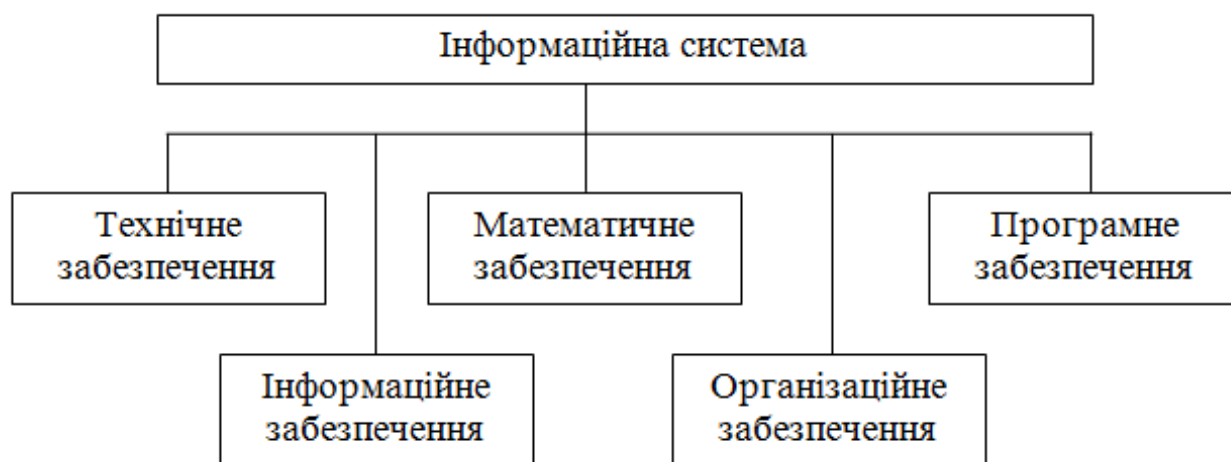 Інформаційна система
Технічне
забезпечення
Математичне
забезпечення
Програмне
забезпечення
Інформаційне
забезпечення
Організаційне
забезпечення